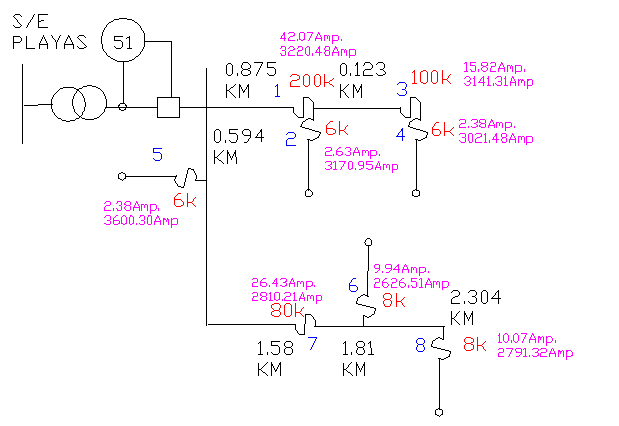 S/E
PLAYAS
51
42.07Amp.
3220.48Amp
0.875
KM
200k
0.123
KM
15.82Amp.
3141.31Amp
100k
1
3
2
6k
2.63Amp.
3170.95Amp
4
6k
2.38Amp.
3021.48Amp
0.594
KM
5
6k
2.38Amp.
3600.30Amp
26.43Amp.
2810.21Amp
80k
7
1.58
KM
6
9.94Amp.
2626.51Amp
8k
1.81
KM
2.304
KM
8
8k
10.07Amp.
2791.32Amp